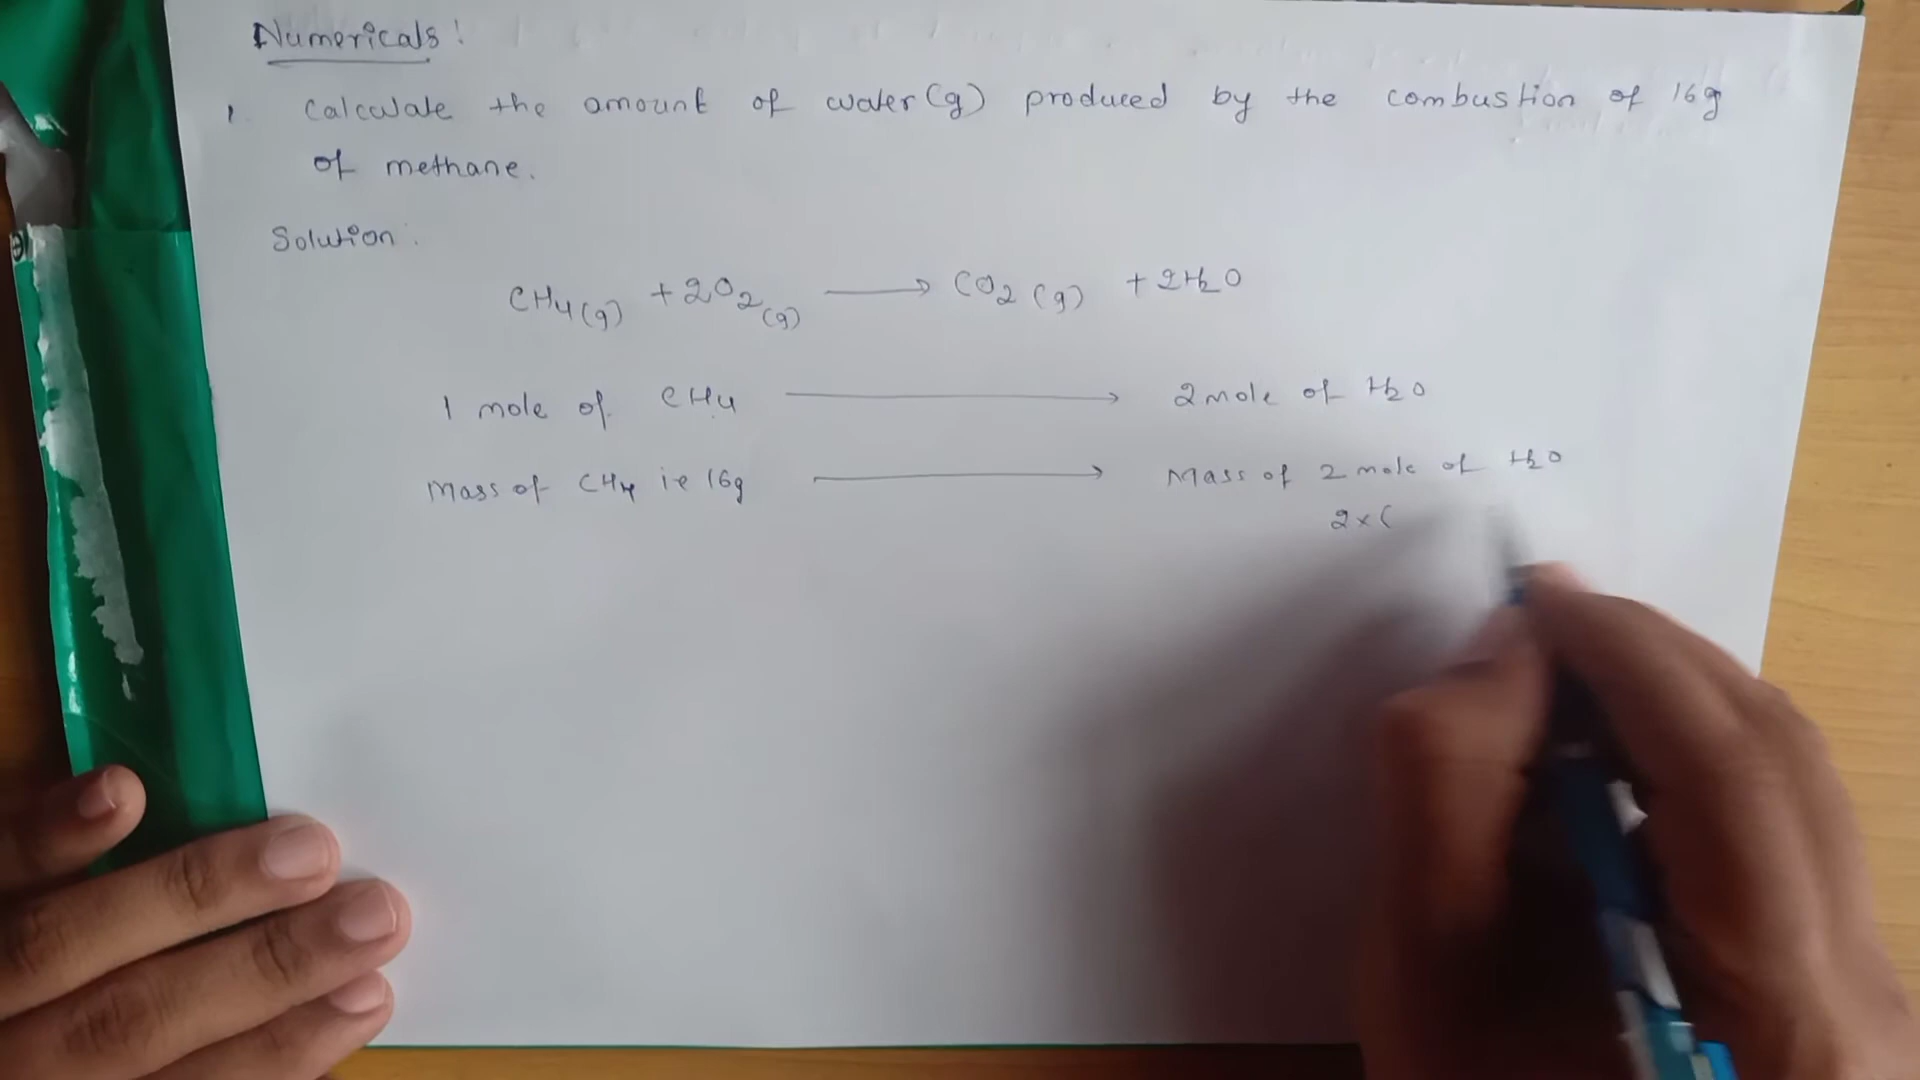 Numericals:
1. Calculate the amount of water(g) produced by the combustion of 16g
of methane.
Solution:
CH4(g) + 2O2(g) → CO2(g) + 2H2O
1 mole of CH4 → 2 mole of H2O
Mass of CH4 ie 16g → Mass of 2 mole of H2O
2×(